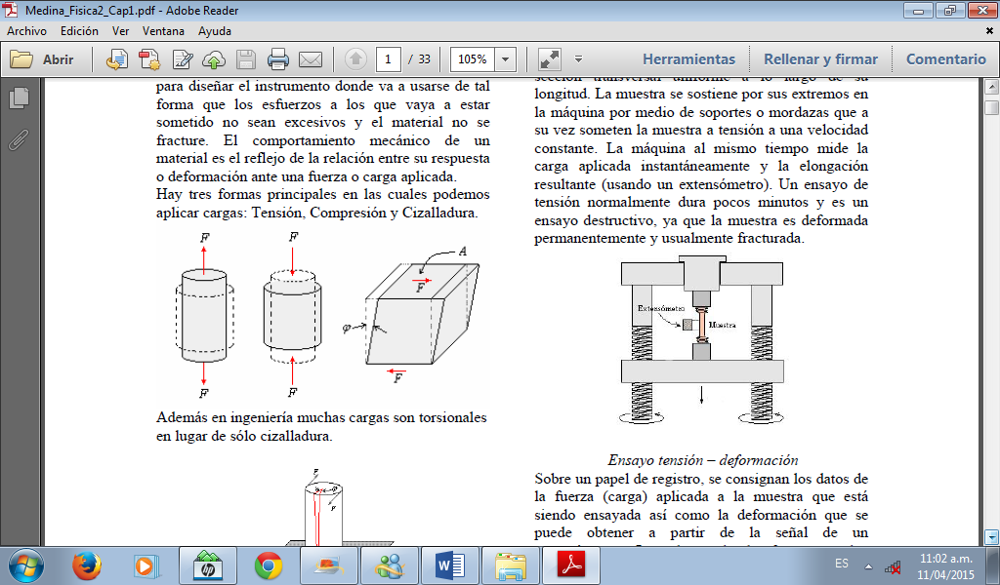 Medina_Fisica2_Cap1.pdf - Adobe Reader
Archivo Edición Ver Ventana Ayuda
Abrir
1 / 33
105%
Herramientas
Rellenar y firmar
Comentario
para diseñar el instrumento donde va a usarse de tal
forma que los esfuerzos a los que vaya a estar
sometido no sean excesivos y el material no se
fracture. El comportamiento mecánico de un
material es el reflejo de la relación entre su respuesta
o deformación ante una fuerza o carga aplicada.
Hay tres formas principales en las cuales podemos
aplicar cargas: Tensión, Compresión y Cizalladura.
F
F
A
F
φ
F
F
F
Además en ingeniería muchas cargas son torsionales
en lugar de sólo cizalladura.
F
φ
F
sección transversal uniforme a lo largo de su
longitud. La muestra se sostiene por sus extremos en
la máquina por medio de soportes o mordazas que a
su vez someten la muestra a tensión a una velocidad
constante. La máquina al mismo tiempo mide la
carga aplicada instantáneamente y la elongación
resultante (usando un extensómetro). Un ensayo de
tensión normalmente dura pocos minutos y es un
ensayo destructivo, ya que la muestra es deformada
permanentemente y usualmente fracturada.
Extensómetro
Muestra
Ensayo tensión – deformación
Sobre un papel de registro, se consignan los datos de
la fuerza (carga) aplicada a la muestra que está
siendo ensayada así como la deformación que se
puede obtener a partir de la señal de un
hp
W
ES
11:02 a.m.
11/04/2015